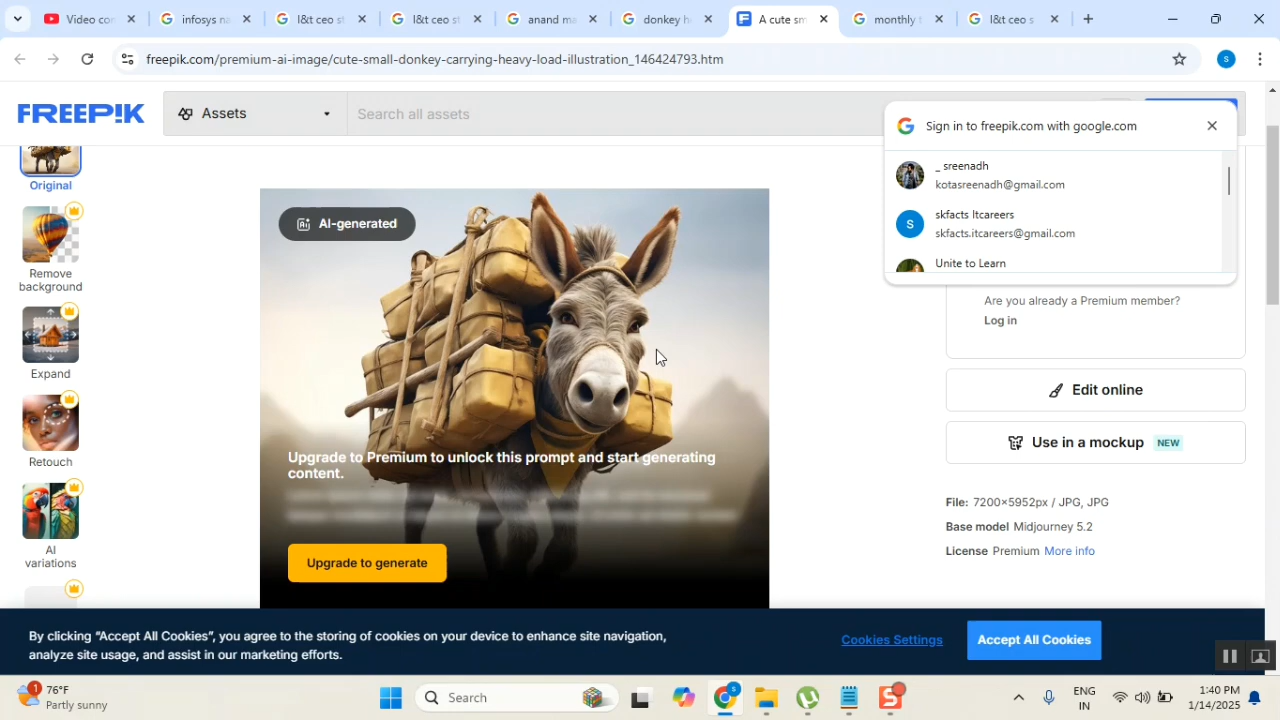 Video co
infosys na
l&t ceo st
l&t ceo st
anand ma
donkey h
A cute sm
monthly t
l&t ceo s
freepik.com/premium-ai-image/cute-small-donkey-carrying-heavy-load-illustration_146424793.htm
S
FREEP!K
Assets
Search all assets
Sign in to freepik.com with google.com
_ sreenadh
kotasreenadh@gmail.com
S
skfacts Itcareers
skfacts.itcareers@gmail.com
Unite to Learn
Are you already a Premium member?
Log in
Original
Remove
background
Expand
Retouch
AI
variations
AI-generated
Upgrade to Premium to unlock this prompt and start generating
content.
Upgrade to generate
Edit online
Use in a mockup NEW
File: 7200×5952px / JPG, JPG
Base model Midjourney 5.2
License Premium More info
By clicking “Accept All Cookies”, you agree to the storing of cookies on your device to enhance site navigation,
analyze site usage, and assist in our marketing efforts.
Cookies Settings
Accept All Cookies
1
76°F
Partly sunny
Search
S
S
ENG
IN
1:40 PM
1/14/2025